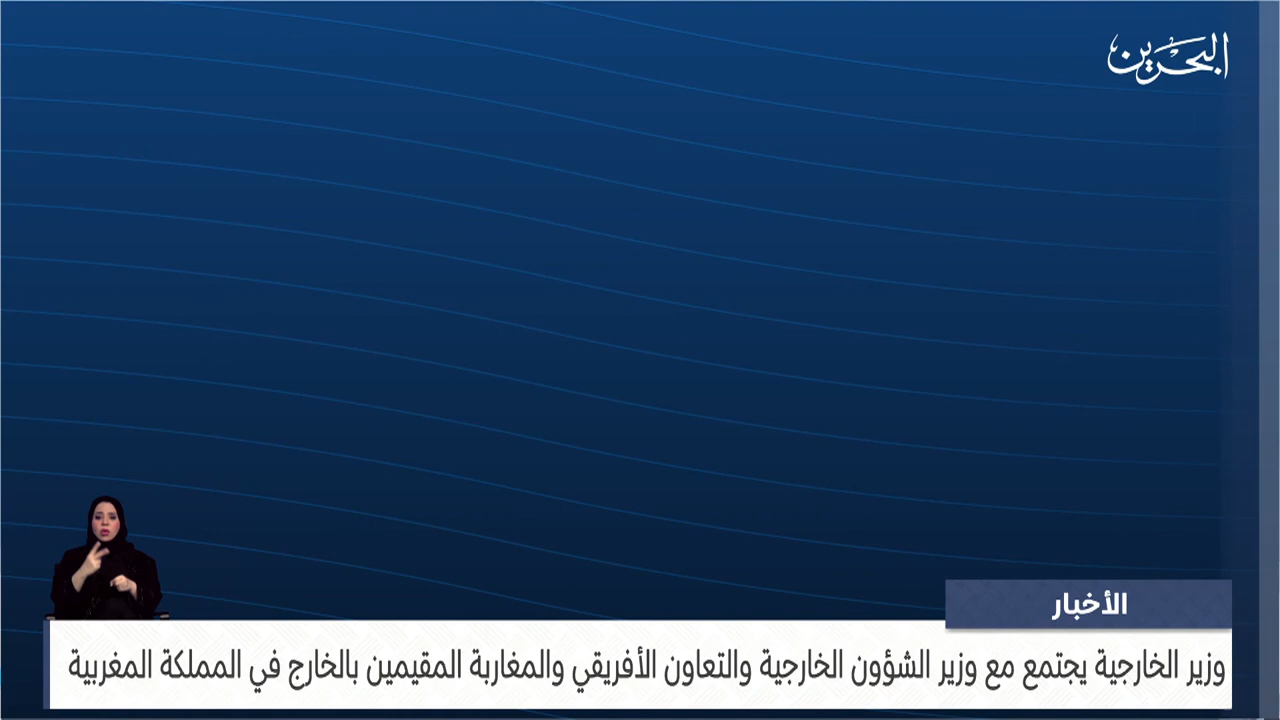 البحرين
الأخبار
وزير الخارجية يجتمع مع وزير الشؤون الخارجية والتعاون الأفريقي والمغاربة المقيمين بالخارج في المملكة المغربية